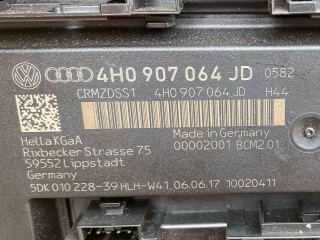 4H0 907 064 JD 0582
CRMZDSS1 4H0 907 064 JD H44
Hella KGaA Made in Germany
Rixbecker Strasse 75 00002001 BCM2.01
59552 Lippstadt
Germany
5DK 010 228-39 HLH-W41 06.06.17 10020411